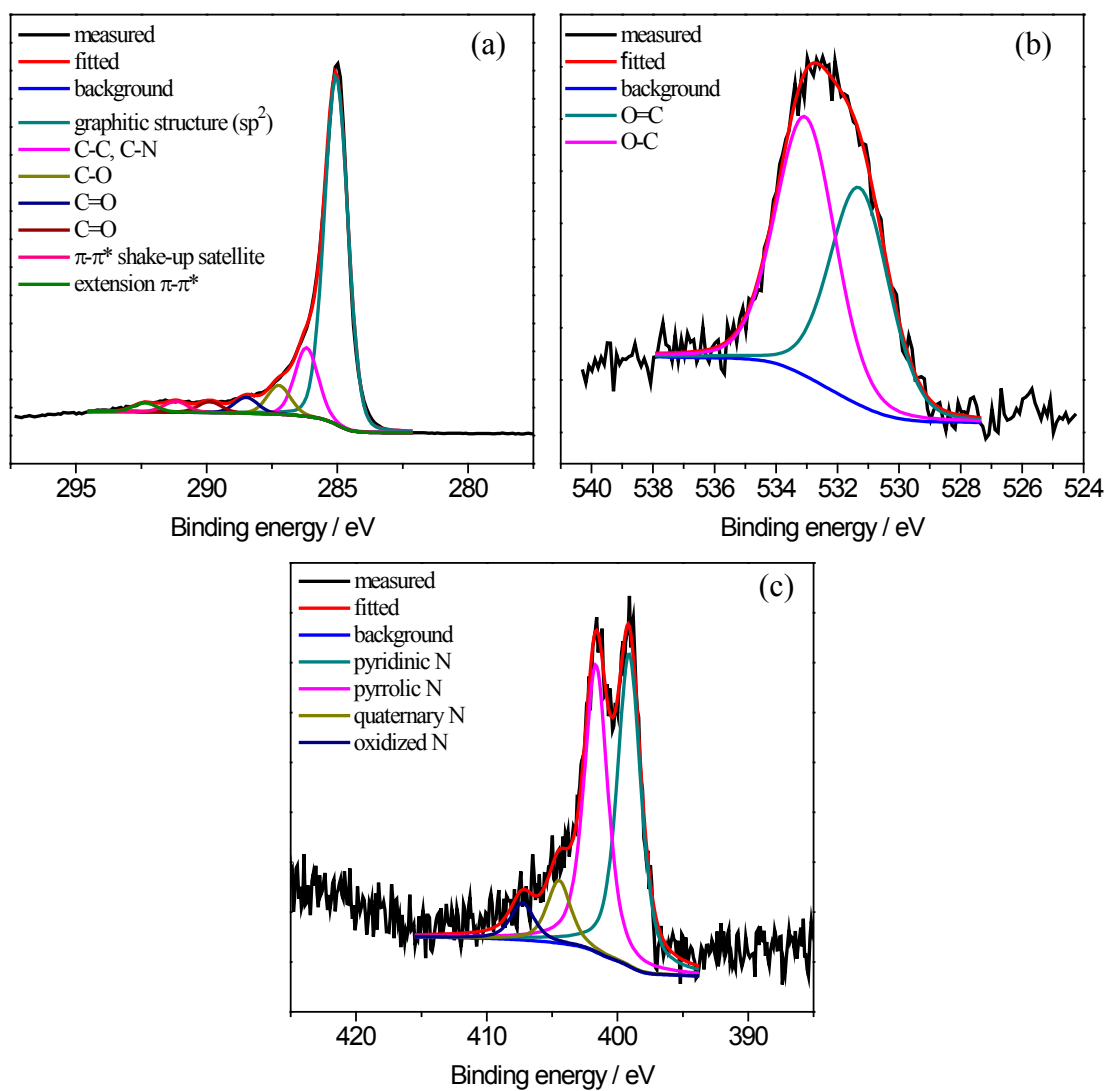 (a)
measured
fitted
background
graphitic structure (sp²)
C-C, C-N
C-O
C=O
C=O
π-π* shake-up satellite
extension π-π*
295 290 285 280
Binding energy / eV
(b)
measured
fitted
background
O=C
O-C
540 538 536 534 532 530 528 526 524
Binding energy / eV
(c)
measured
fitted
background
pyridinic N
pyrrolic N
quaternary N
oxidized N
420 410 400 390
Binding energy / eV